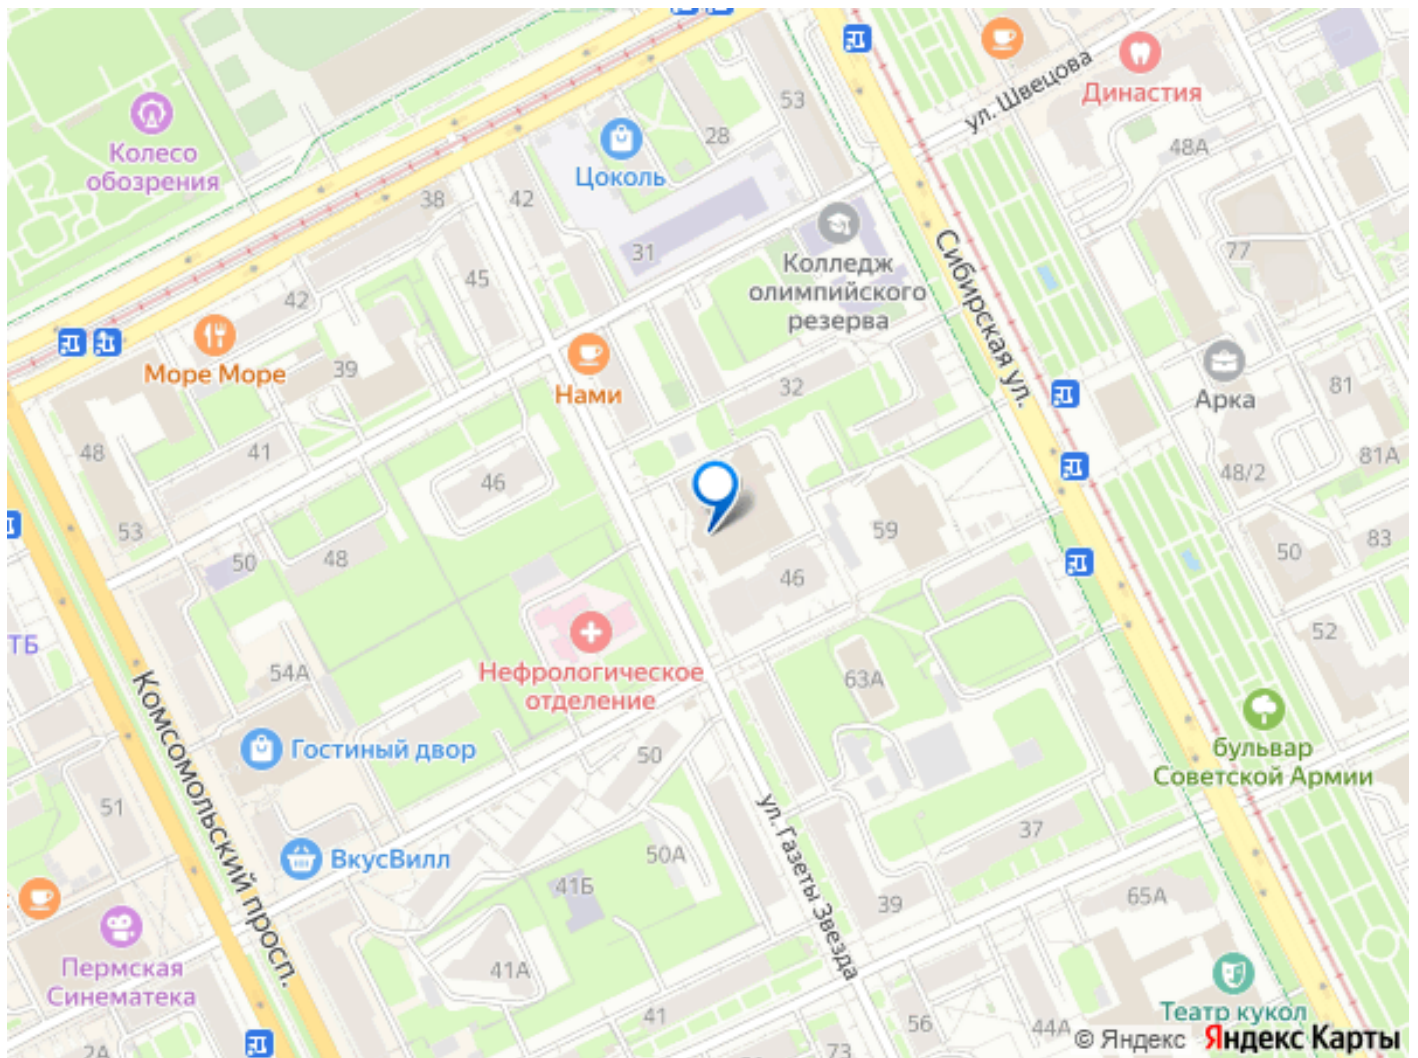 53
ул. Швецова
Династия
Колесо
обозрения
28
48А
Цоколь
38
42
31
Сибирская ул.
77
Колледж
олимпийского
резерва
45
42
Море Море
39
Нами
32
Арка
81
48
41
46
48/2
81А
53
50
48
59
50
83
46
52
ТБ
54А
Нефрологическое
отделение
63А
Комсомольский просп.
Гостиный двор
50
бульвар
Советской Армии
51
ул. Газеты Звезда
37
ВкусВилл
50А
41Б
39
65А
Пермская
Синематека
41А
Театр кукол
41
56
44А
2А
73
© Яндекс Яндекс Карты